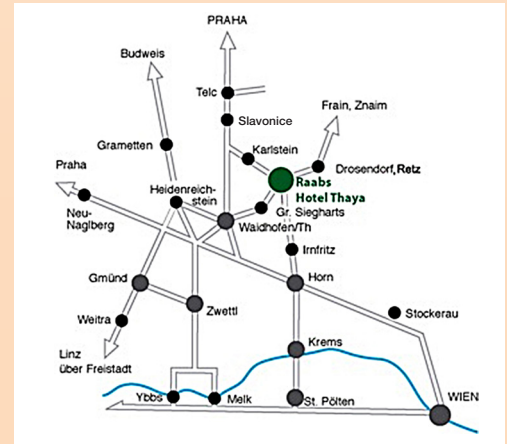 PRAHA
Budweis
Telc
Frain, Znaim
Slavonice
Grametten
Karlstein
Praha
Drosendorf, Retz
Raabs
Hotel Thaya
Heidenreich-
stein
Neu-
Naglberg
Gr. Siegharts
Waidhofen/Th
Irnfritz
Gmünd
Horn
Zwettl
Stockerau
Weitra
Krems
Linz
über Freistadt
Ybbs
Melk
St. Pölten
WIEN